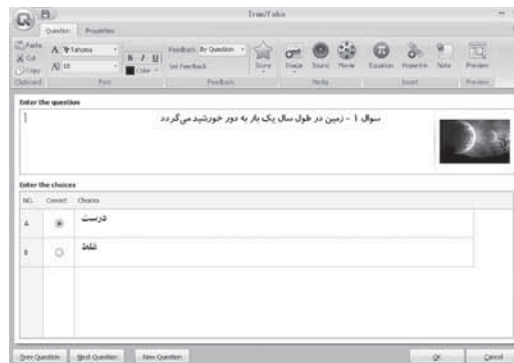 True/False
Question Properties
Paste
Cut
Copy
Clipboard
Tahoma
10
B I U
Color
Font
Feedback By Question
Set Feedback
Feedback
Score
Image
Sound
Movie
Media
Equation
Hyperlink
Note
Insert
Preview
Preview
Enter the question
سوال 1 - زمین در طول سال یک بار به دور خورشید می‌گردد
Enter the choices
NO. Correct Choices
A درست
B غلط
Prev Question Next Question New Question OK Cancel